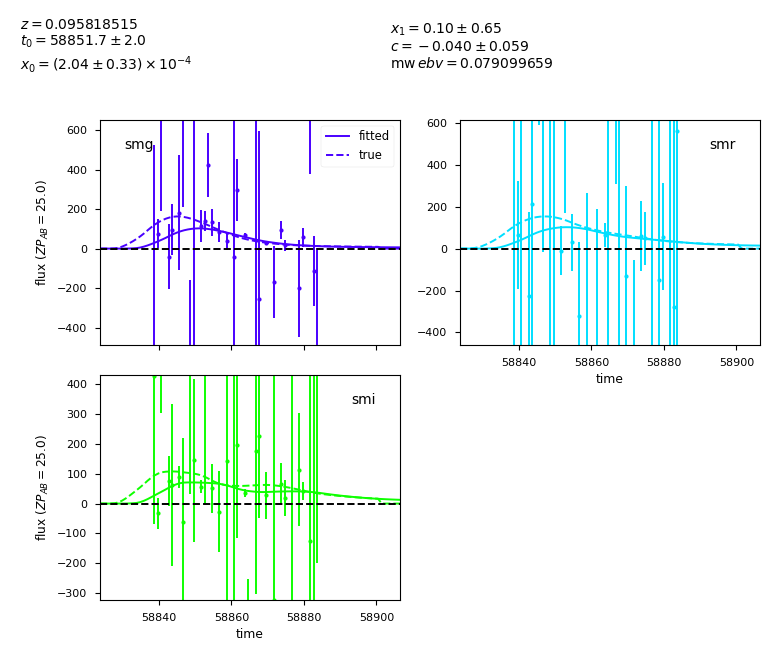 z = 0.095818515
t₀ = 58851.7 ± 2.0
x₀ = (2.04 ± 0.33) × 10⁻⁴
x₁ = 0.10 ± 0.65
c = −0.040 ± 0.059
mw ebv = 0.079099659
600
400
200
0
−200
−400
flux (ZP_AB = 25.0)
smg
fitted
true
600
400
200
0
−200
−400
smr
58840 58860 58880 58900
time
400
300
200
100
0
−100
−200
−300
flux (ZP_AB = 25.0)
smi
58840 58860 58880 58900
time